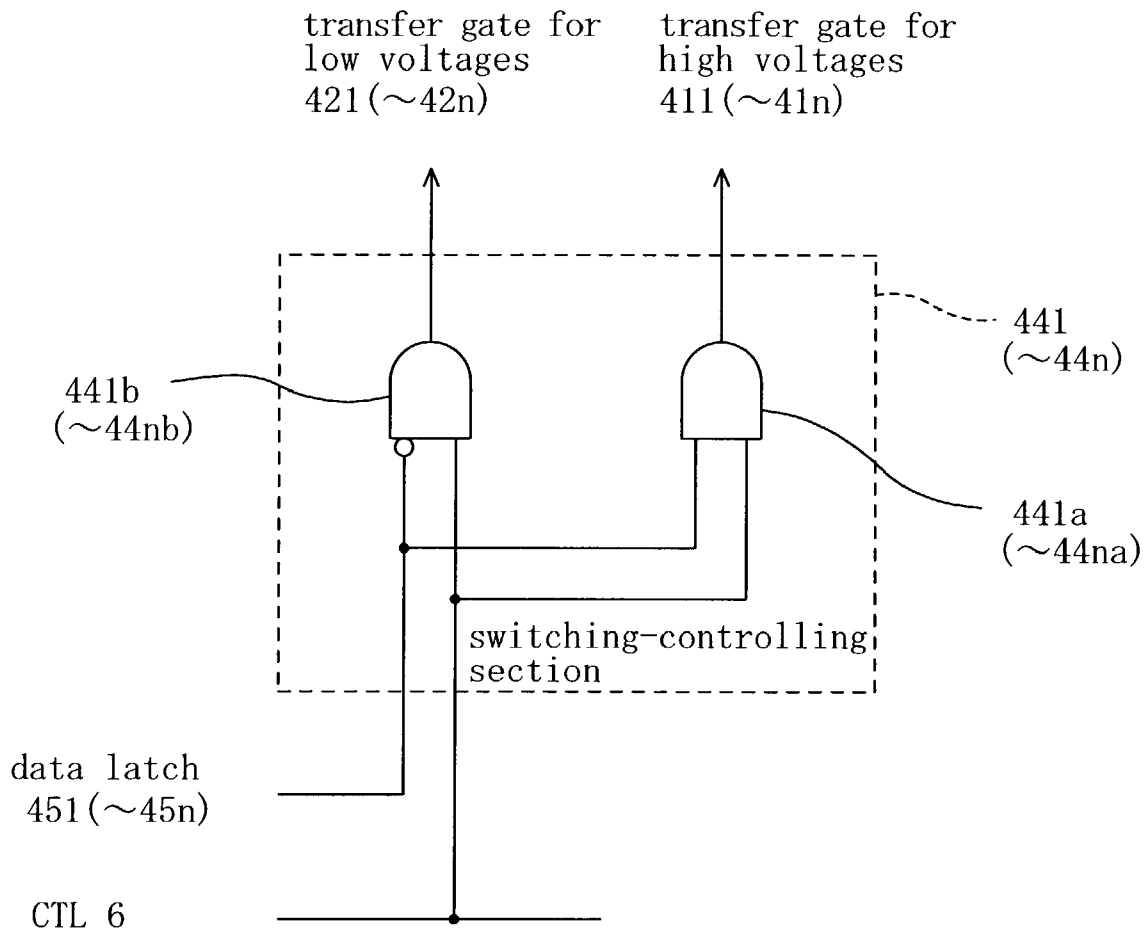 transfer gate for
low voltages
421(～42n)
transfer gate for
high voltages
411(～41n)
441
(～44n)
441b
(～44nb)
441a
(～44na)
switching-controlling
section
data latch
451(～45n)
CTL 6